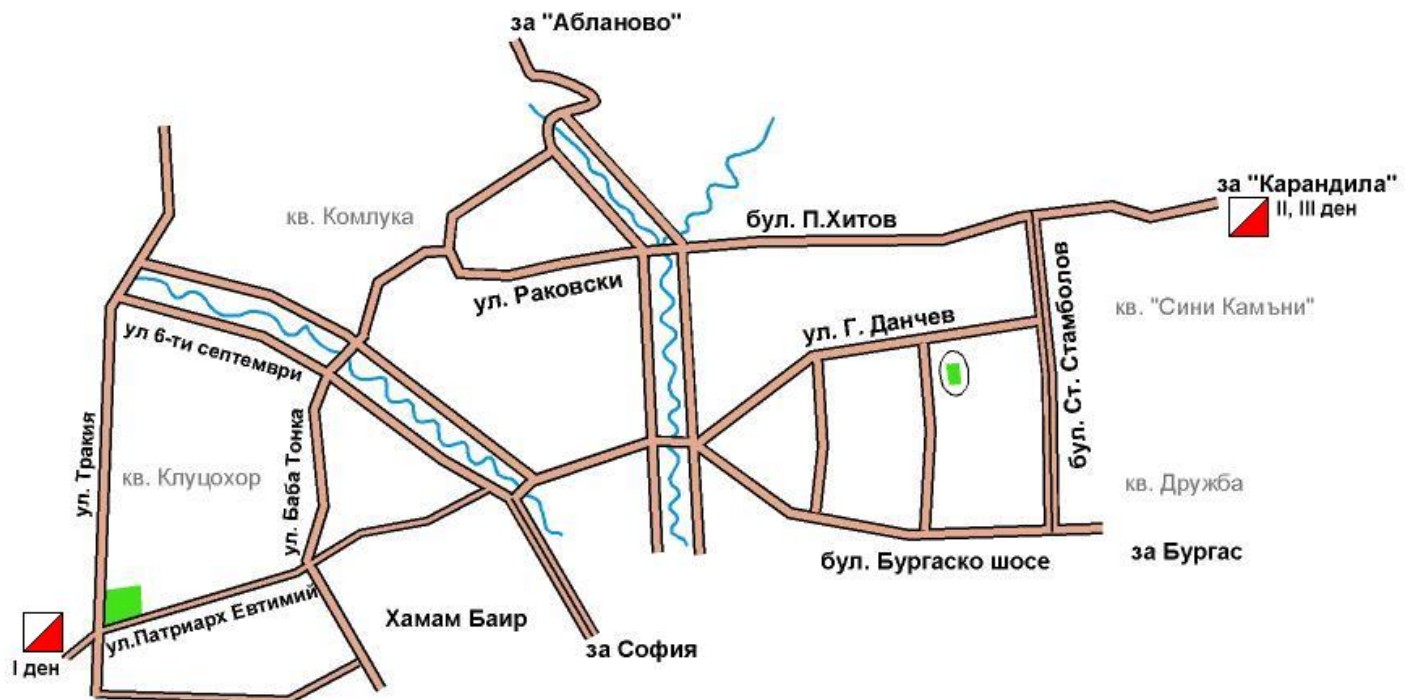 за "Абланово"
за "Карандила"
II, III ден
кв. Комлука
бул. П.Хитов
ул. Раковски
кв. "Сини Камъни"
ул. Г. Данчев
бул. Ст. Стамболов
ул 6-ти септември
ул. Тракия
кв. Клуцохор
ул. Баба Тонка
кв. Дружба
за Бургас
бул. Бургаско шосе
ул.Патриарх Евтимий
Хамам Баир
за София
I ден